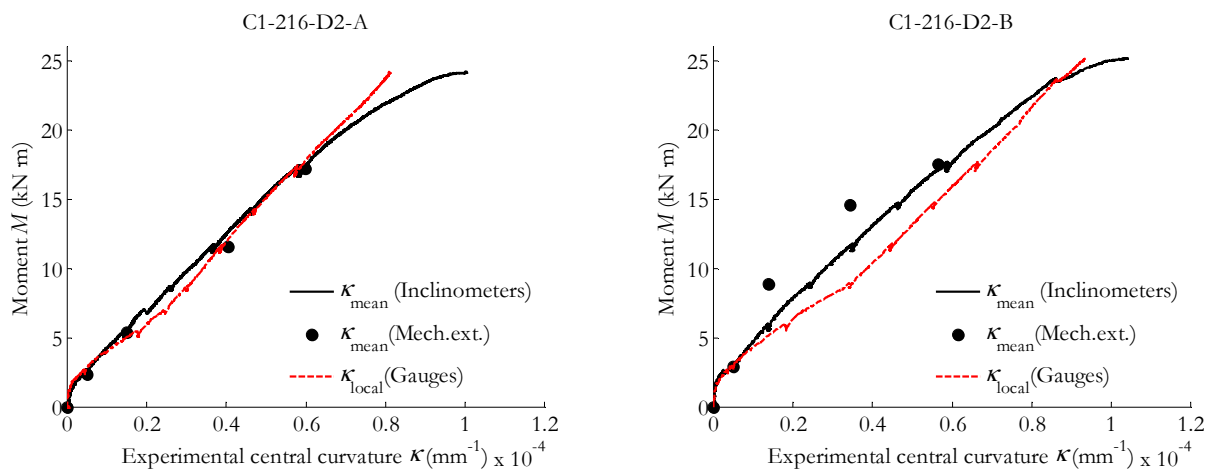 C1-216-D2-A
25
20
15
10
5
0
Moment M (kN·m)
κmean (Inclinometers)
κmean(Mech.ext.)
κlocal(Gauges)
0 0.2 0.4 0.6 0.8 1 1.2
Experimental central curvature κ(mm-1) x 10-4
C1-216-D2-B
25
20
15
10
5
0
Moment M (kN·m)
κmean (Inclinometers)
κmean(Mech.ext.)
κlocal(Gauges)
0 0.2 0.4 0.6 0.8 1 1.2
Experimental central curvature κ(mm-1) x 10-4